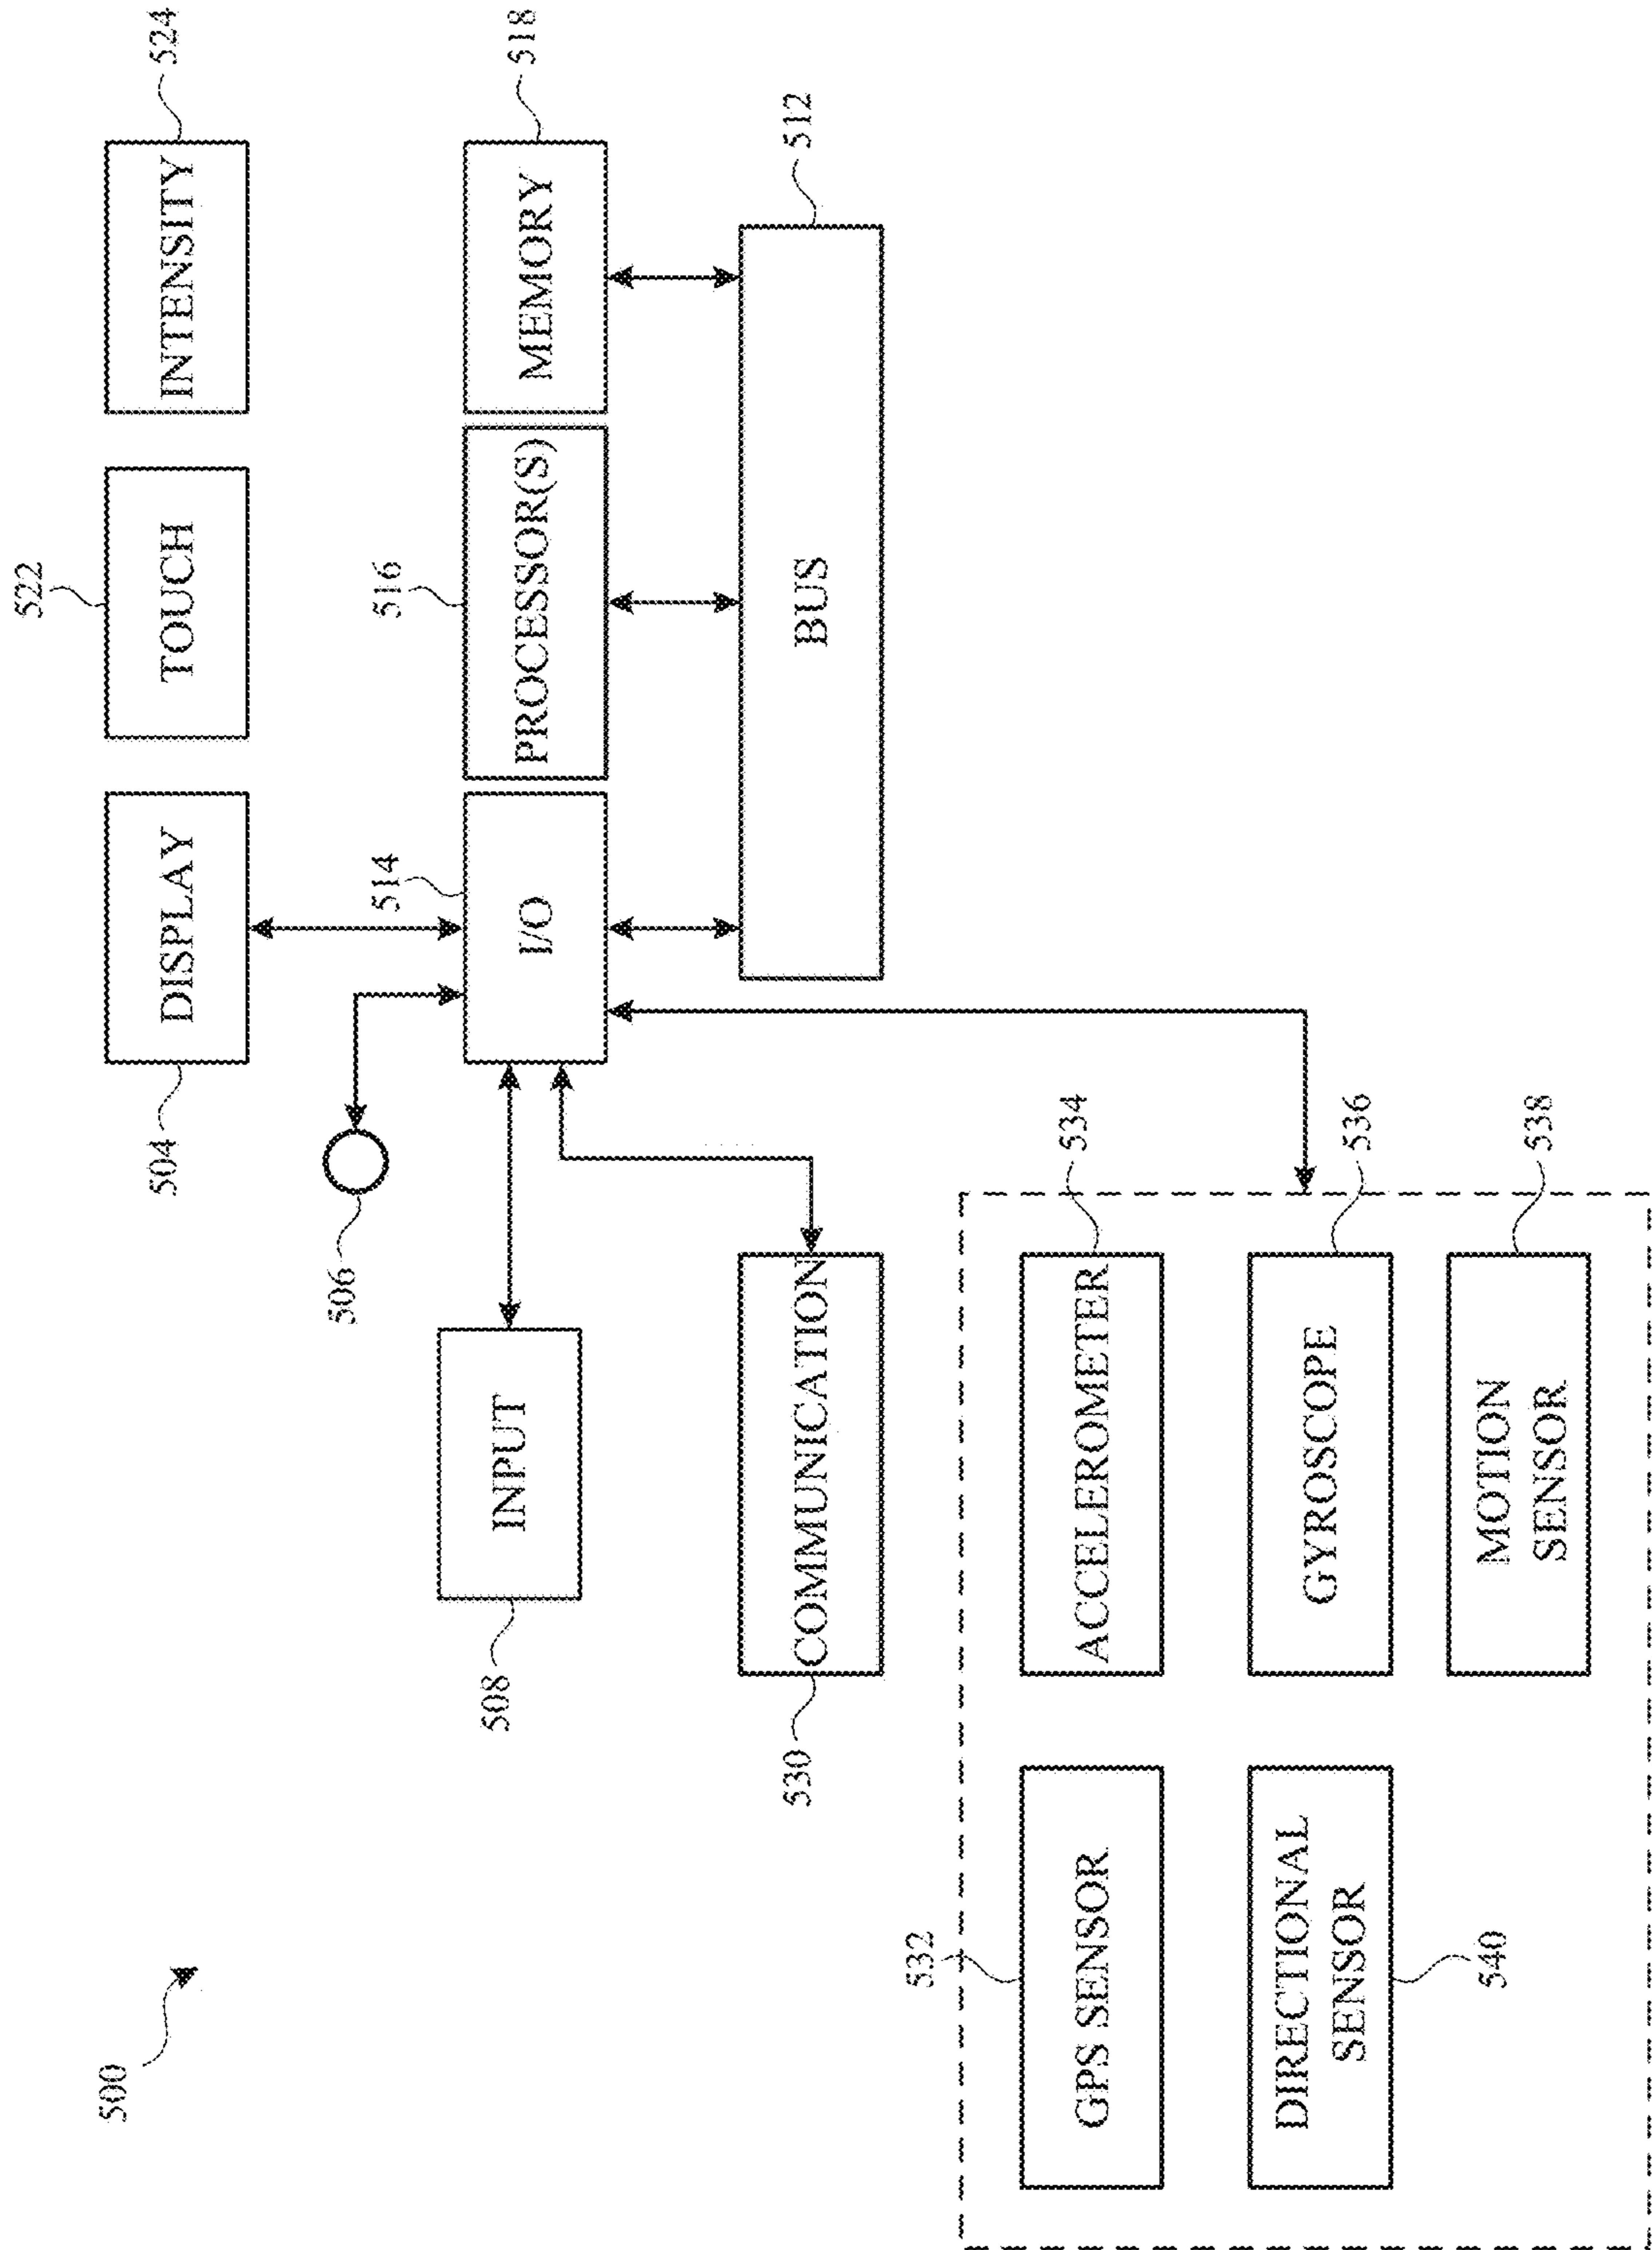 522
500
504
DISPLAY
TOUCH
INTENSITY
524
506
514
516
508
INPUT
I/O
PROCESSOR(S)
MEMORY
518
530
COMMUNICATION
BUS
512
532
GPS SENSOR
ACCELEROMETER
534
DIRECTIONAL
SENSOR
GYROSCOPE
536
540
MOTION
SENSOR
538